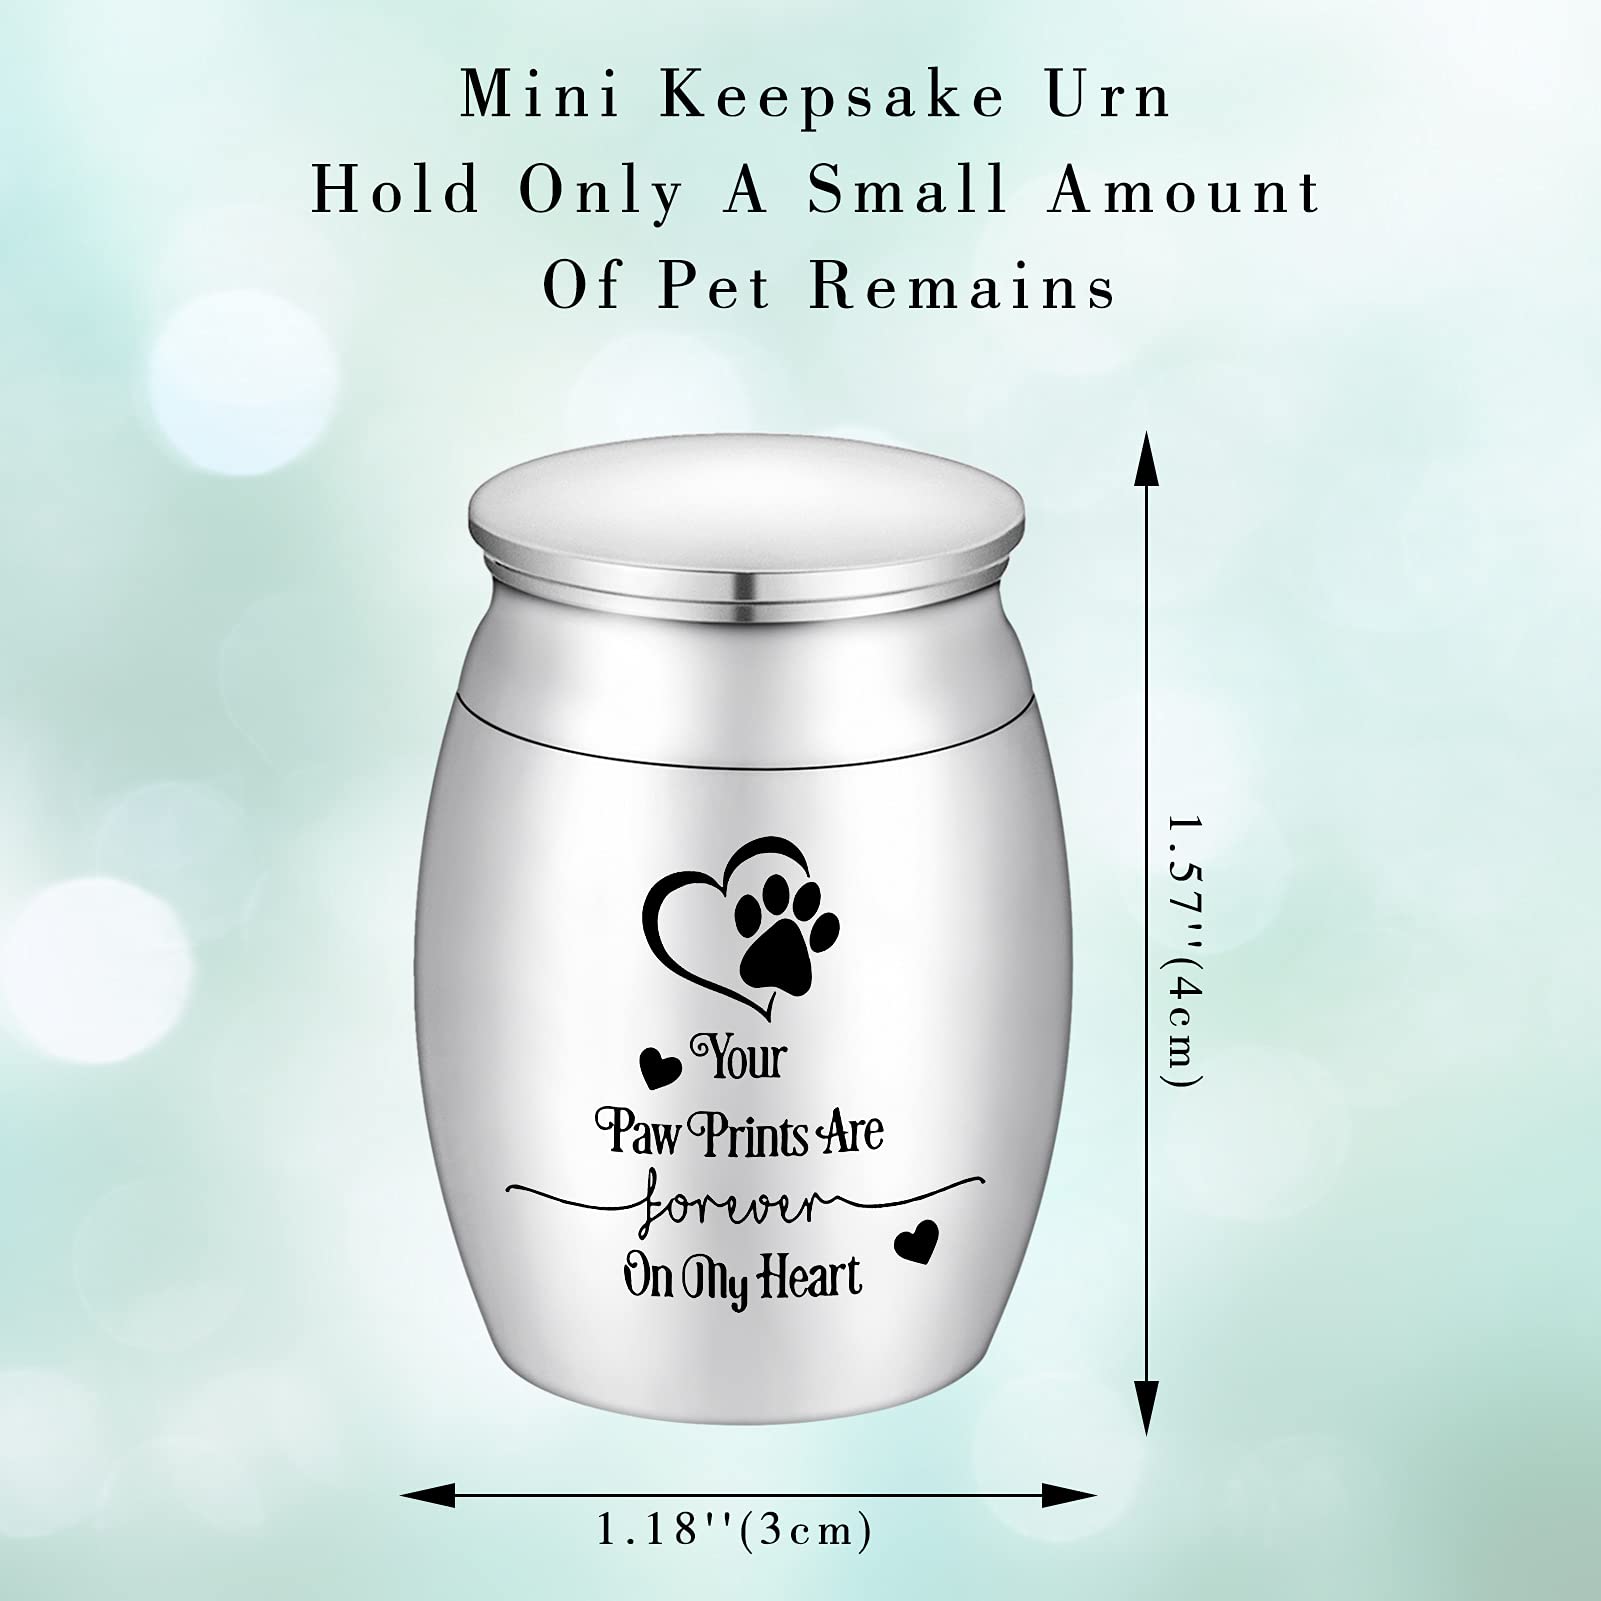 Mini Keepsake Urn
Hold Only A Small Amount
Of Pet Remains
Your
Paw Prints Are
forever
On My Heart
1.57''(4cm)
1.18''(3cm)